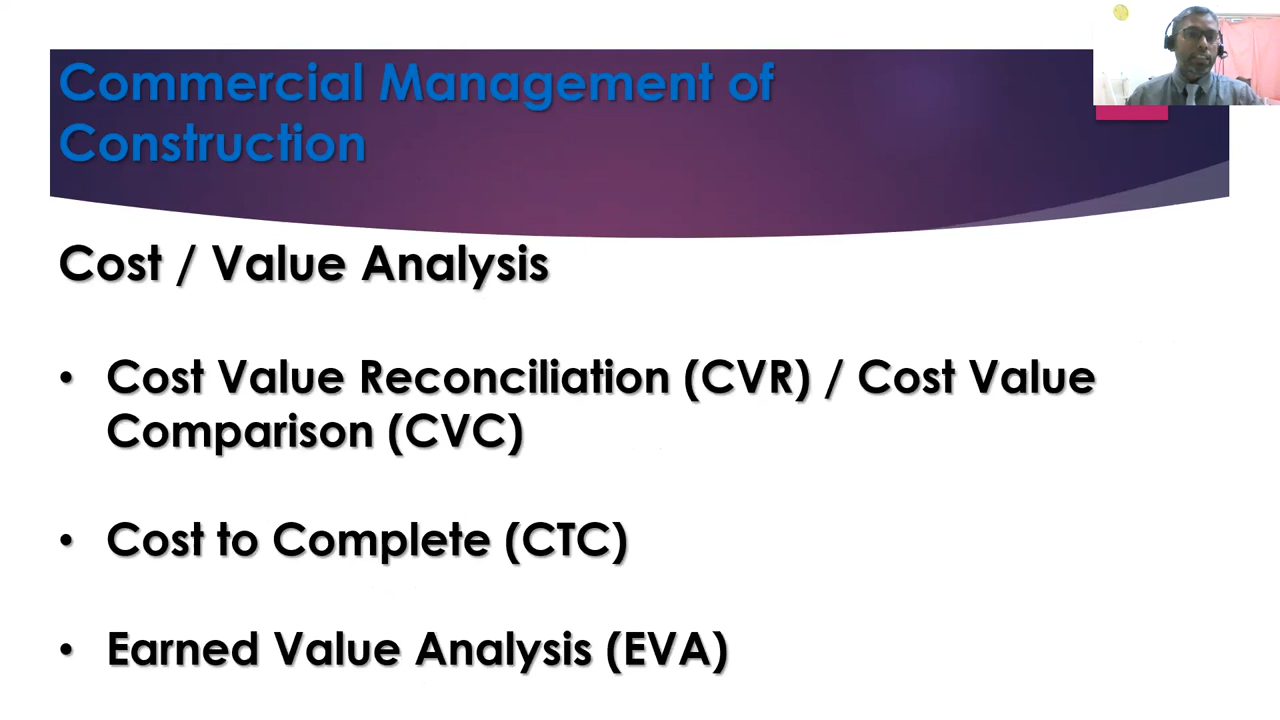 Commercial Management of
Construction
Cost / Value Analysis
• Cost Value Reconciliation (CVR) / Cost Value
Comparison (CVC)
• Cost to Complete (CTC)
• Earned Value Analysis (EVA)